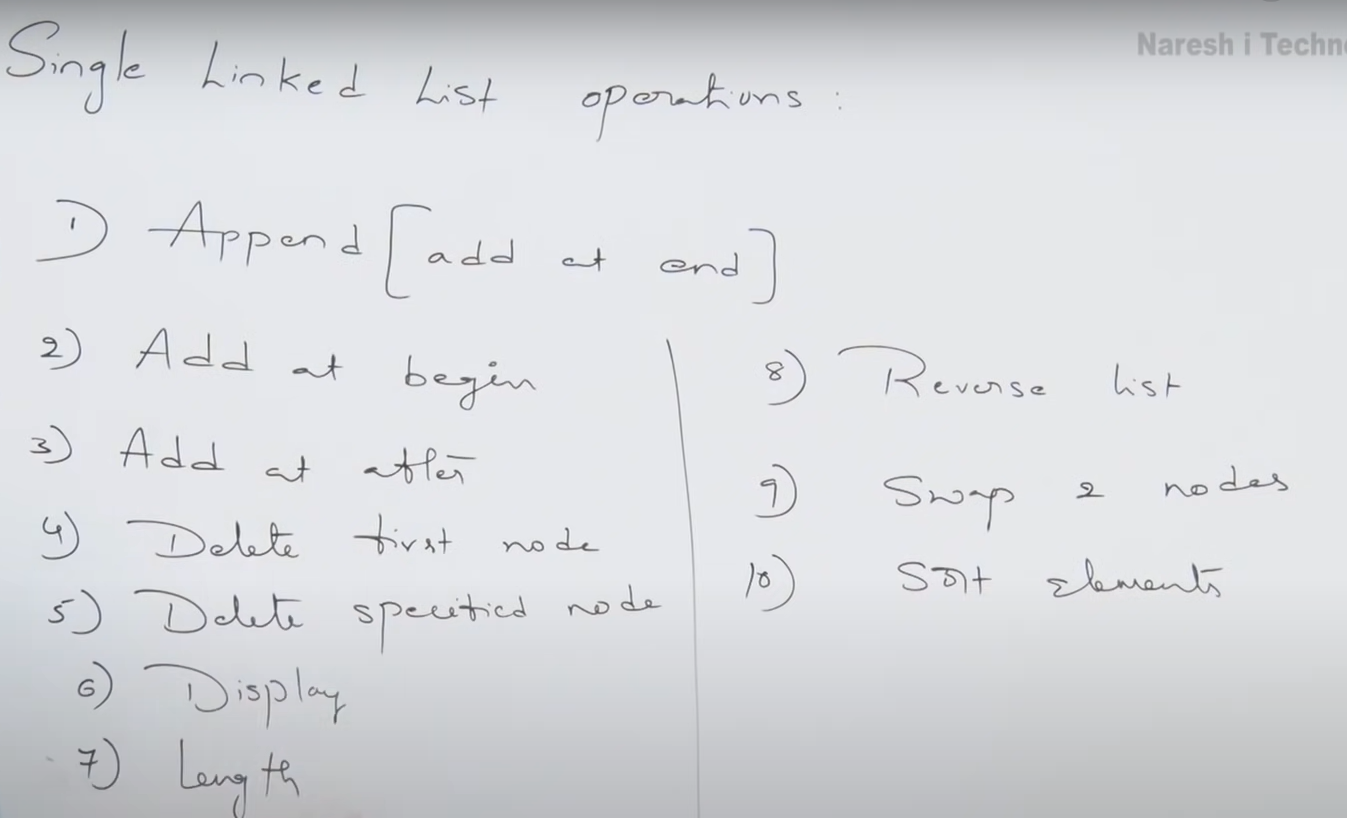 Naresh i Techn
Single Linked List operations:
1) Append [add at end]
2) Add at begin
3) Add at after
4) Delete first node
5) Delete specified node
6) Display
7) Length
8) Reverse list
9) Swap 2 nodes
10) Sort elements